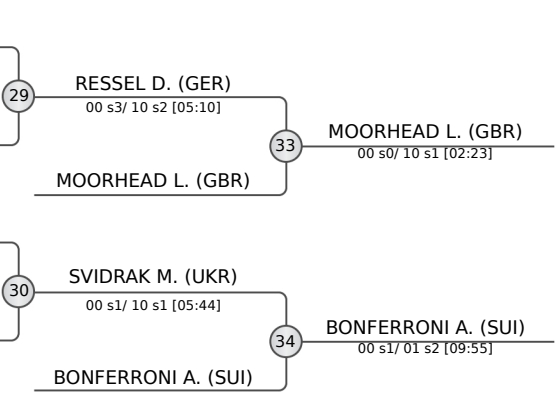 29
RESSEL D. (GER)
00 s3/ 10 s2 [05:10]
33
MOORHEAD L. (GBR)
00 s0/ 10 s1 [02:23]
MOORHEAD L. (GBR)
30
SVIDRAK M. (UKR)
00 s1/ 10 s1 [05:44]
34
BONFERRONI A. (SUI)
00 s1/ 01 s2 [09:55]
BONFERRONI A. (SUI)